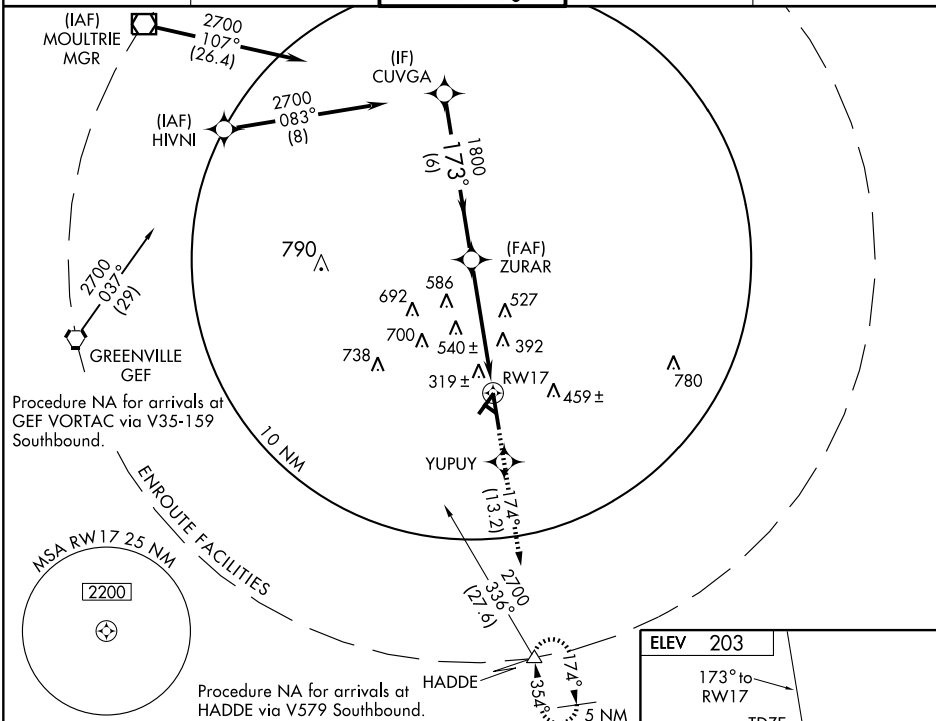 (IAF)
MOULTRIE
MGR
2700
107°
(26.4)
(IF)
CUVGA
(IAF)
HIVNI
2700
083°
(8)
1800
173°
(6)
790
(FAF)
ZURAR
2700
037°
(29)
586
692
527
700
540 ±
392
738
GREENVILLE
GEF
319 ±
RW17
459 ±
780
Procedure NA for arrivals at
GEF VORTAC via V35-159
Southbound.
10 NM
YUPUY
174°
(13.2)
ENROUTE FACILITIES
MSA RW17 25 NM
2200
2700
336°
(27.6)
HADDE
174°
354°
5 NM
Procedure NA for arrivals at
HADDE via V579 Southbound.
ELEV 203
173° to
RW17